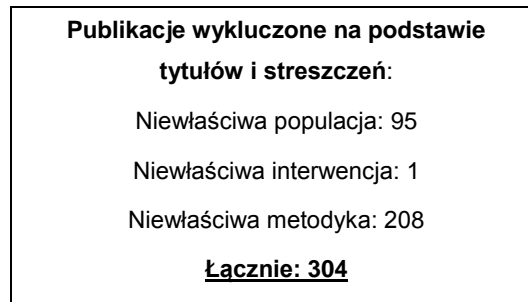 Publikacje wykluczone na podstawie
tytułów i streszczeń:
Niewłaściwa populacja: 95
Niewłaściwa interwencja: 1
Niewłaściwa metodyka: 208
Łącznie: 304